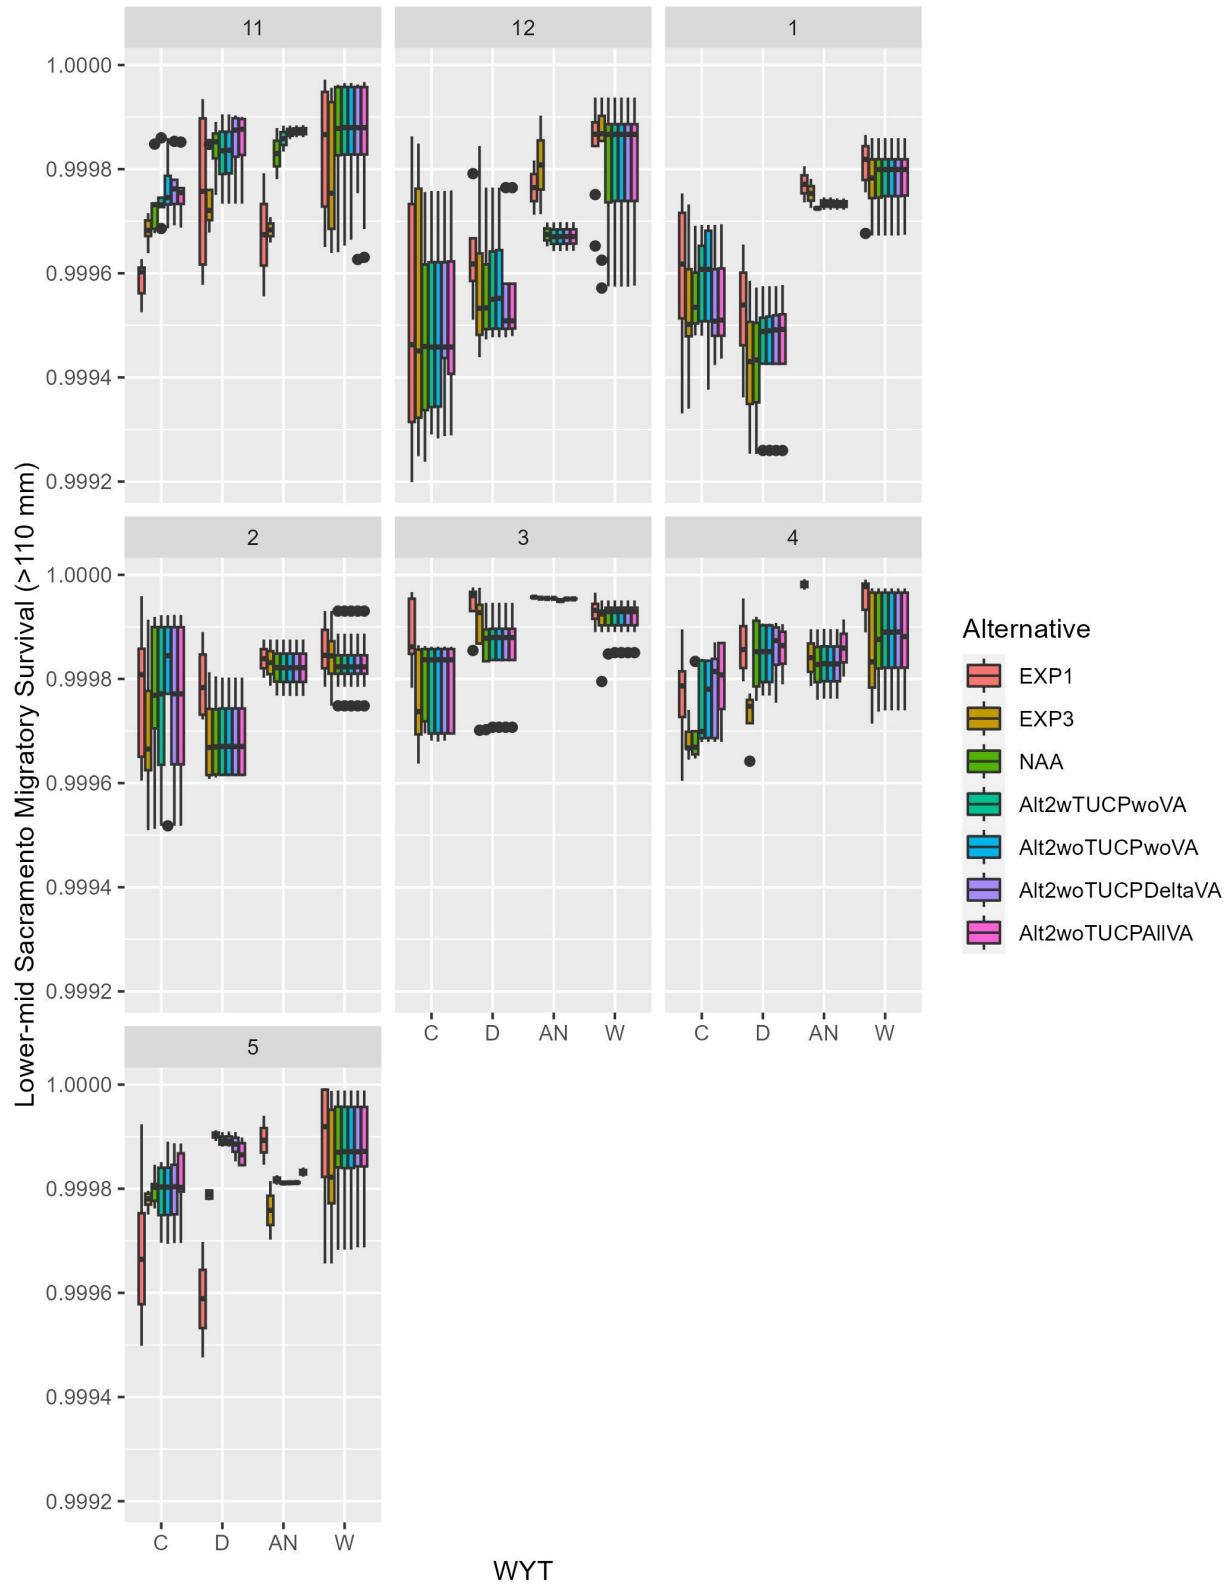 11 12 1
1.0000
0.9998
0.9996
0.9994
0.9992
2 3 4
1.0000
0.9998
0.9996
0.9994
0.9992
C D AN W C D AN W
5
1.0000
0.9998
0.9996
0.9994
0.9992
C D AN W
WYT
Lower-mid Sacramento Migratory Survival (>110 mm)
Alternative
EXP1
EXP3
NAA
Alt2wTUCPwoVA
Alt2woTUCPwoVA
Alt2woTUCPDeltaVA
Alt2woTUCPAllVA